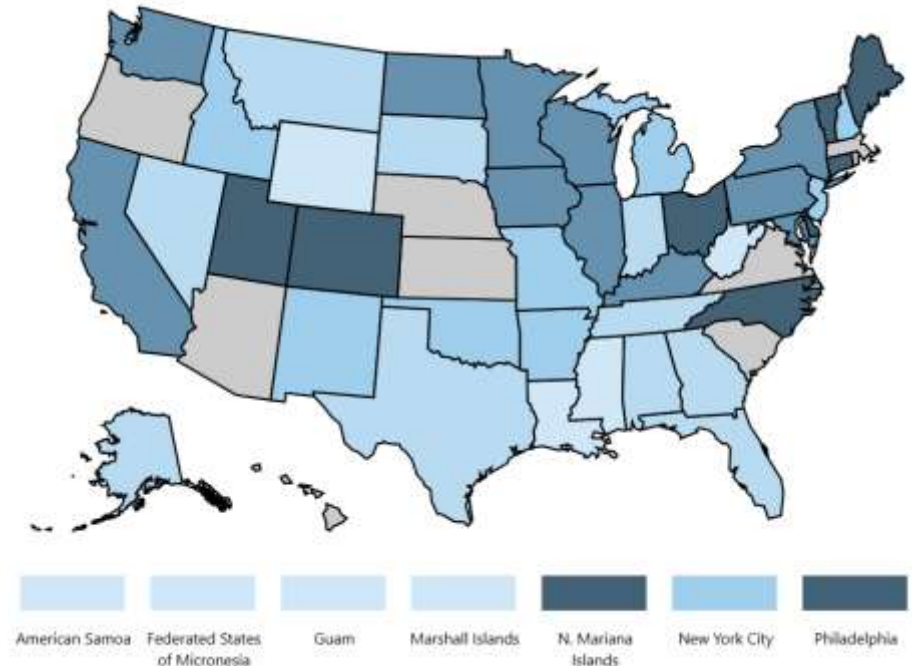 American Samoa
Federated States
of Micronesia
Guam
Marshall Islands
N. Mariana
Islands
New York City
Philadelphia